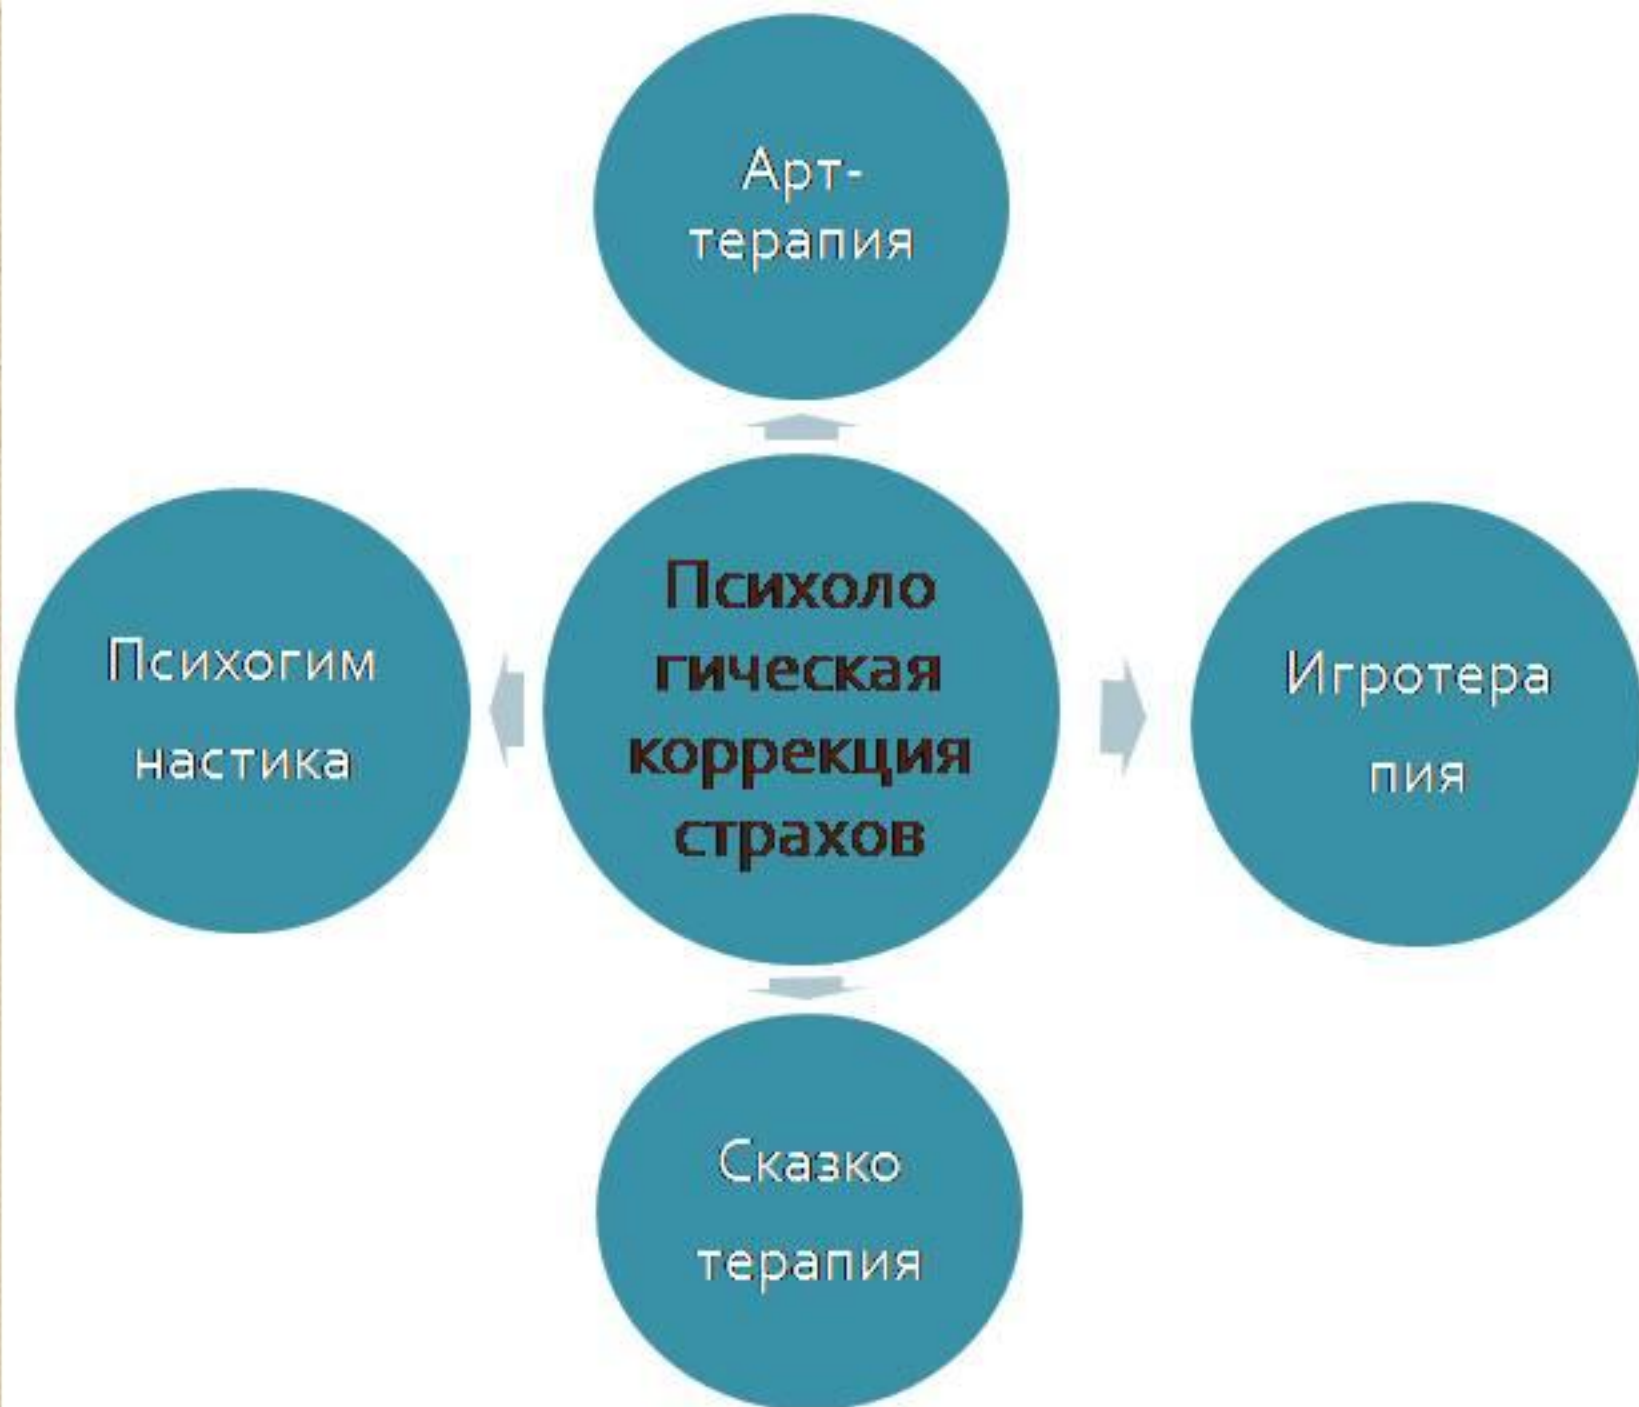 Арт-
терапия
Психогим
настика
Психоло
гическая
коррекция
страхов
Игротера
пия
Сказко
терапия